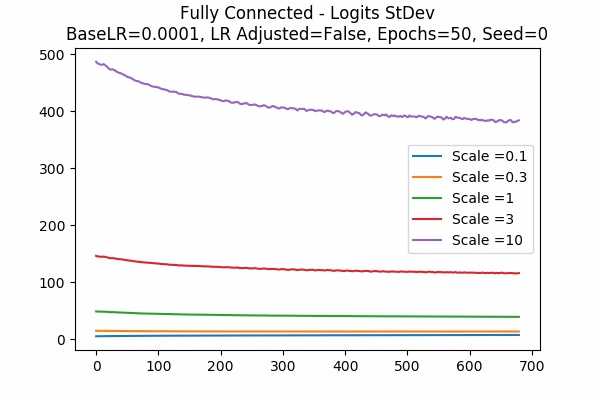 Fully Connected - Logits StDev
BaseLR=0.0001, LR Adjusted=False, Epochs=50, Seed=0
500
400
300
200
100
0
Scale =0.1
Scale =0.3
Scale =1
Scale =3
Scale =10
0 100 200 300 400 500 600 700